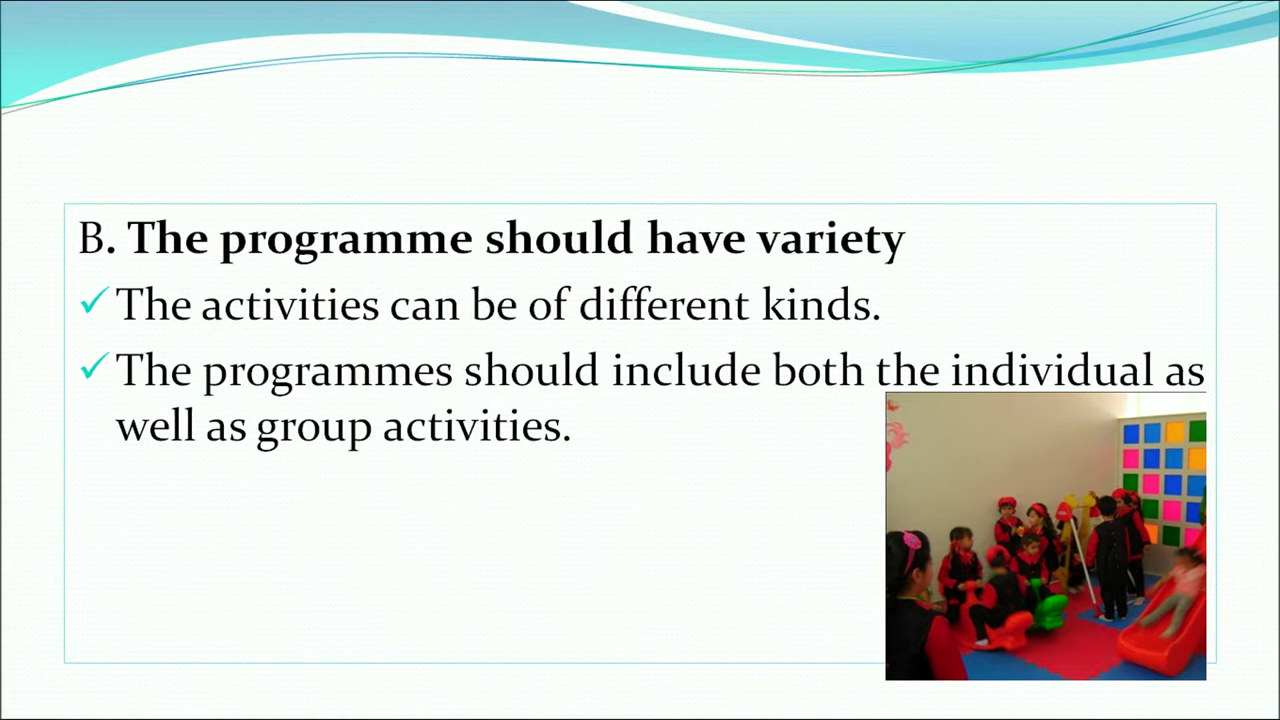 B. The programme should have variety
✓ The activities can be of different kinds.
✓ The programmes should include both the individual as
well as group activities.